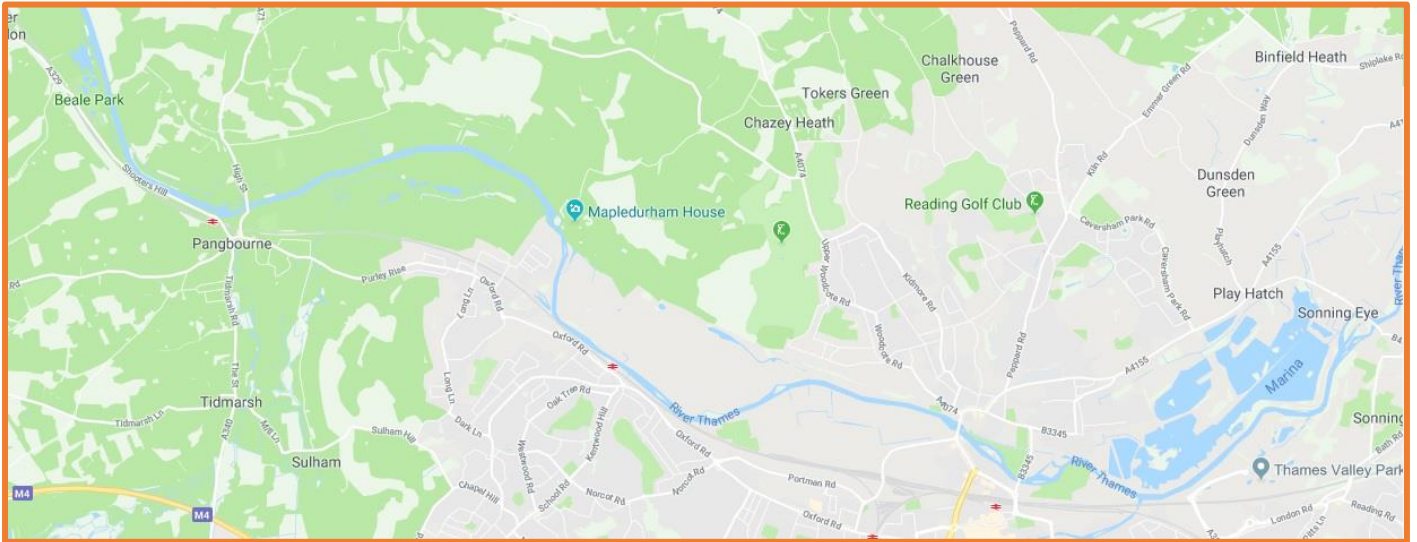 A329
Beale Park
Shooters Hill
High St
Pangbourne
Tidmarsh Rd
The St
Tidmarsh
Tidmarsh Ln
A340
Mill Ln
Sulham
Sulham Hill
M4
M4
Purley Rise
Long Ln
Long Ln
Dark Ln
Chapel Hill
Oxford Rd
Oxford Rd
Oak Tree Rd
Westwood Rd
School Rd
Kentwood Hill
Norcot Rd
Norcot Rd
Oxford Rd
Portman Rd
Oxford Rd
River Thames
Mapledurham House
Chazey Heath
Tokers Green
Chalkhouse
Green
A4074
Upper Woodcote Rd
Kidmore Rd
Woodcote Rd
A4074
Reading Golf Club
Peppard Rd
Peppard Rd
Kiln Rd
Emmer Green Rd
Caversham Park Rd
Caversham Park Rd
Binfield Heath
Shiplake
Dunsden Way
Dunsden
Green
Playhatch
A4155
Play Hatch
Sonning Eye
Marina
A4155
B3345
B3345
River Thames
Sonning
Bath Rd
Thames Valley Park
London Rd
Reading Rd